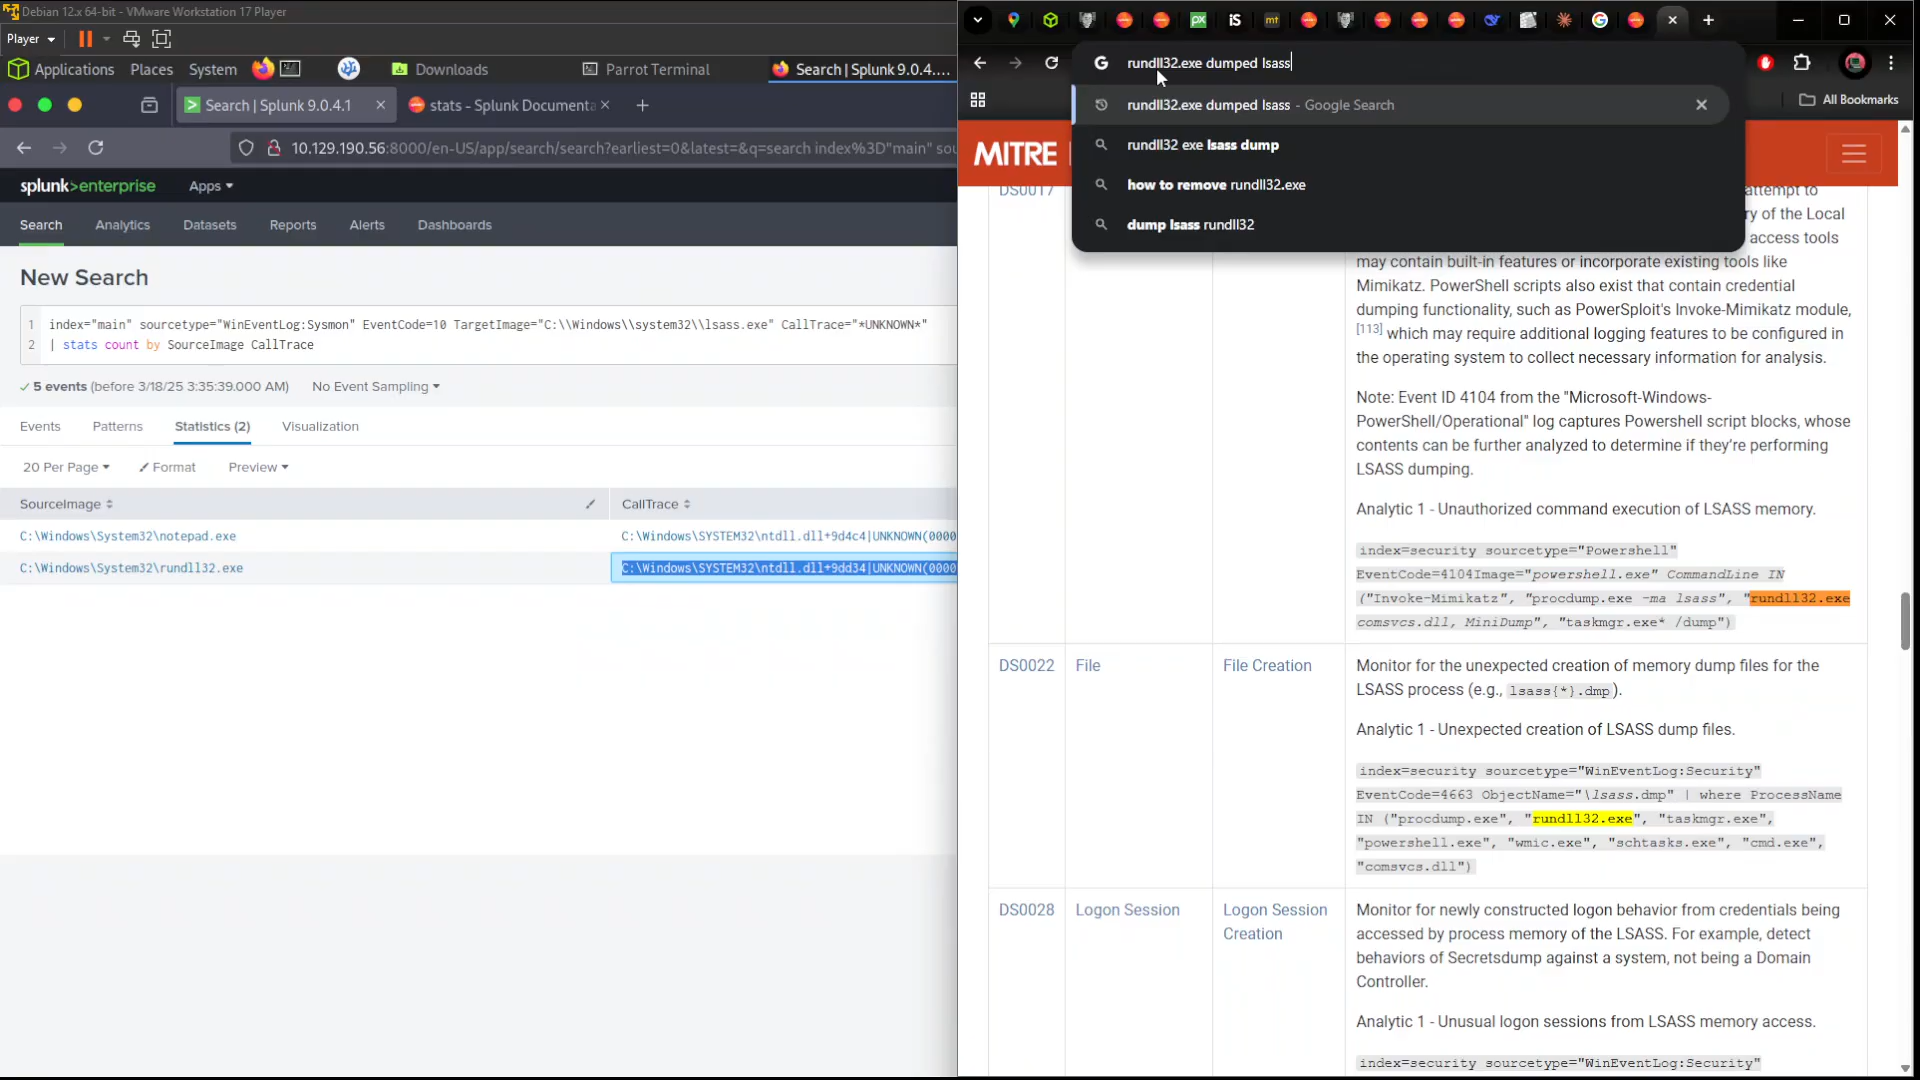 Debian 12.x 64-bit - VMware Workstation 17 Player
Player
Applications Places System Downloads Parrot Terminal Search | Splunk 9.0.4....
Search | Splunk 9.0.4.1 stats - Splunk Documenta
10.129.190.56:8000/en-US/app/search/search?earliest=0&latest=&q=search index%3D"main" sou
splunk>enterprise Apps
Search Analytics Datasets Reports Alerts Dashboards
New Search
1 index="main" sourcetype="WinEventLog:Sysmon" EventCode=10 TargetImage="C:\\Windows\\system32\\lsass.exe" CallTrace="*UNKNOWN*"
2 | stats count by SourceImage CallTrace
5 events (before 3/18/25 3:35:39.000 AM) No Event Sampling
Events Patterns Statistics (2) Visualization
20 Per Page Format Preview
SourceImage CallTrace
C:\Windows\System32\notepad.exe C:\Windows\SYSTEM32\ntdll.dll+9d4c4|UNKNOWN(0000
C:\Windows\System32\rundll32.exe C:\Windows\SYSTEM32\ntdll.dll+9dd34|UNKNOWN(0000
rundll32.exe dumped lsass
rundll32.exe dumped lsass - Google Search
rundll32 exe lsass dump
how to remove rundll32.exe
dump lsass rundll32
All Bookmarks
MITRE
DS0017
attempt to
ry of the Local
access tools
may contain built-in features or incorporate existing tools like
Mimikatz. PowerShell scripts also exist that contain credential
dumping functionality, such as PowerSploit's Invoke-Mimikatz module,
[113] which may require additional logging features to be configured in
the operating system to collect necessary information for analysis.
Note: Event ID 4104 from the "Microsoft-Windows-
PowerShell/Operational" log captures Powershell script blocks, whose
contents can be further analyzed to determine if they're performing
LSASS dumping.
Analytic 1 - Unauthorized command execution of LSASS memory.
index=security sourcetype="Powershell"
EventCode=4104Image="powershell.exe" CommandLine IN
("Invoke-Mimikatz", "procdump.exe -ma lsass", "rundll32.exe
comsvcs.dll, MiniDump", "taskmgr.exe* /dump")
DS0022 File File Creation
Monitor for the unexpected creation of memory dump files for the
LSASS process (e.g., lsass{*}.dmp).
Analytic 1 - Unexpected creation of LSASS dump files.
index=security sourcetype="WinEventLog:Security"
EventCode=4663 ObjectName="\lsass.dmp" | where ProcessName
IN ("procdump.exe", "rundll32.exe", "taskmgr.exe",
"powershell.exe", "wmic.exe", "schtasks.exe", "cmd.exe",
"comsvcs.dll")
DS0028 Logon Session Logon Session
Creation
Monitor for newly constructed logon behavior from credentials being
accessed by process memory of the LSASS. For example, detect
behaviors of Secretsdump against a system, not being a Domain
Controller.
Analytic 1 - Unusual logon sessions from LSASS memory access.
index=security sourcetype="WinEventLog:Security"